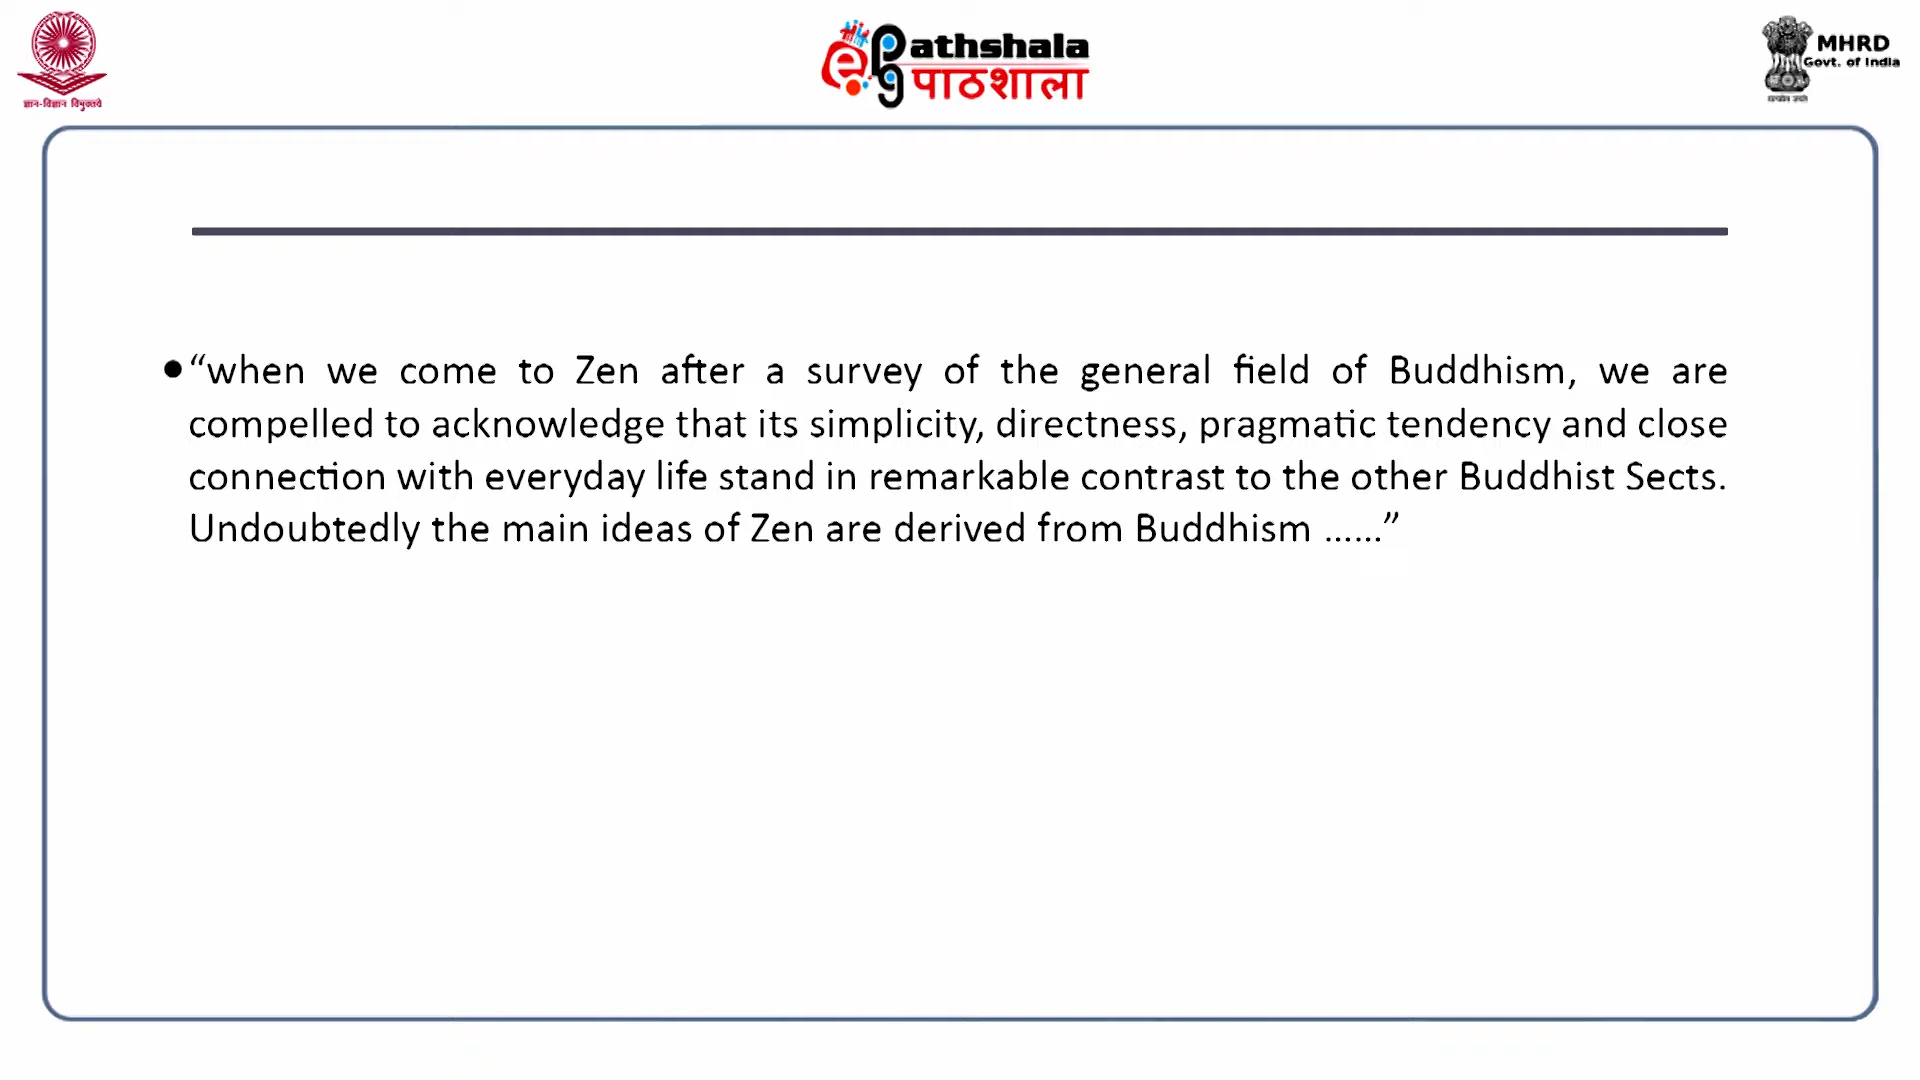 ज्ञान-विज्ञान विमुक्तये
ePGathshala
पाठशाला
MHRD
Govt. of India
•“when we come to Zen after a survey of the general field of Buddhism, we are
compelled to acknowledge that its simplicity, directness, pragmatic tendency and close
connection with everyday life stand in remarkable contrast to the other Buddhist Sects.
Undoubtedly the main ideas of Zen are derived from Buddhism ......”